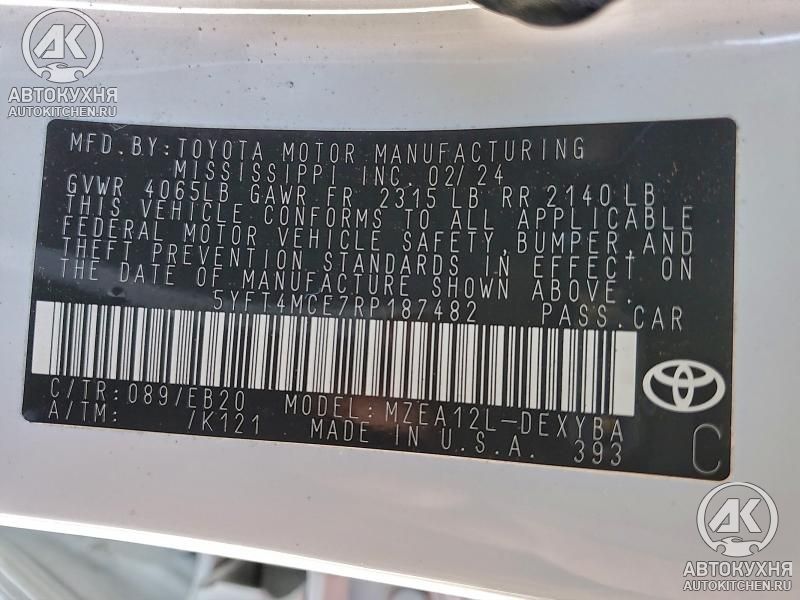 АК
АВТОКУХНЯ
AUTOKITCHEN.RU
MFD. BY: TOYOTA MOTOR MANUFACTURING
MISSISSIPPI INC. 02/24
GVWR 4065LB GAWR FR 2315 LB RR 2140 LB
THIS VEHICLE CONFORMS TO ALL APPLICABLE
FEDERAL MOTOR VEHICLE SAFETY, BUMPER, AND
THEFT PREVENTION STANDARDS IN EFFECT ON
THE DATE OF MANUFACTURE SHOWN ABOVE.
5YFT4MCE7RP187482 PASS.CAR
C/TR: 089/EB20 MODEL: MZEA12L-DEXYBA
A/TM: /K121 MADE IN U.S.A. 393
C
АК
АВТОКУХНЯ
AUTOKITCHEN.RU